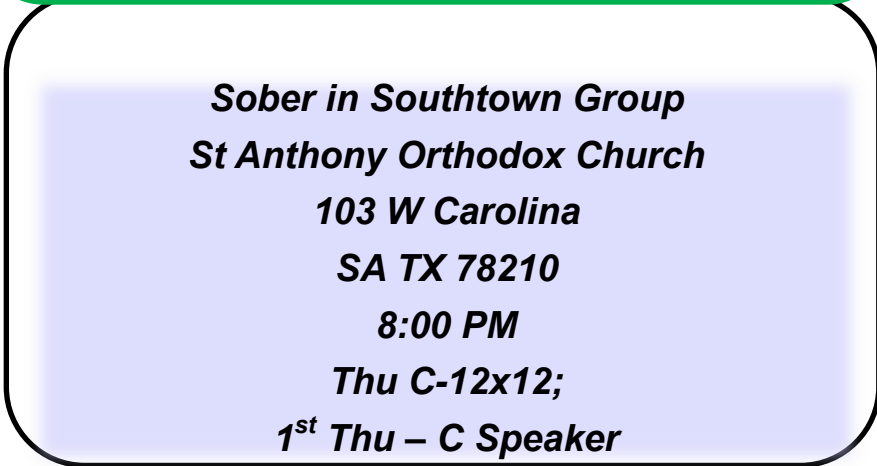 Sober in Southtown Group
St Anthony Orthodox Church
103 W Carolina
SA TX 78210
8:00 PM
Thu C-12x12;
1st Thu – C Speaker